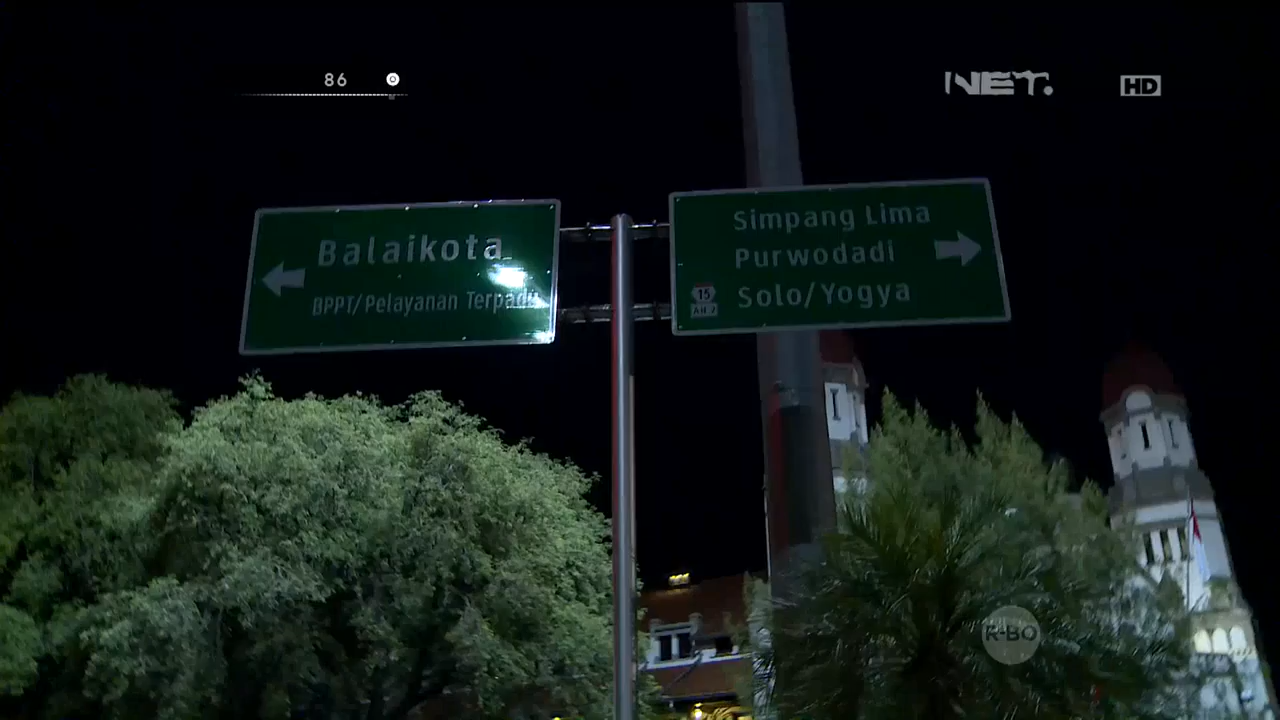 86
NET.
HD
Balaikota
BPPT/Pelayanan Terpadu
Simpang Lima
Purwodadi
Solo/Yogya
15
AH 2
R-BO